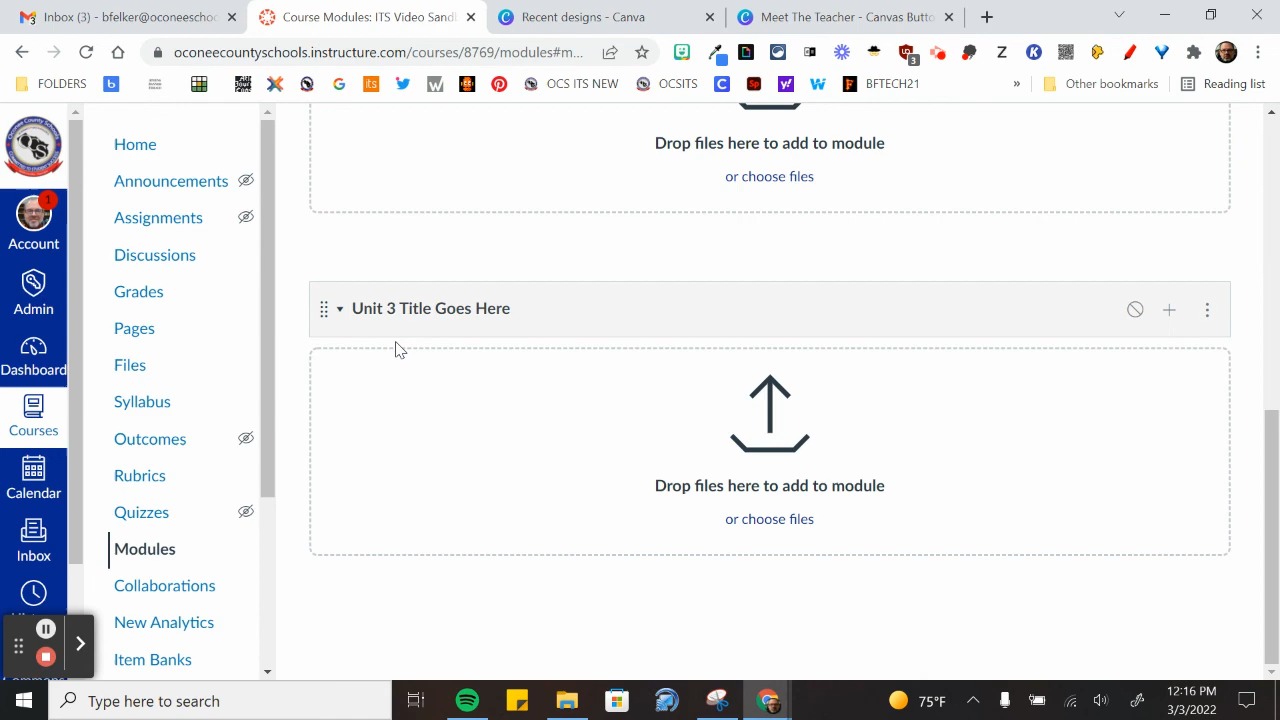 Inbox (3) - bfelker@oconeeschoo
Course Modules: ITS Video Sandb
Recent designs - Canva
Meet The Teacher - Canvas Butto
oconeecountyschools.instructure.com/courses/8769/modules#m...
3
FOLDERS
its
OCS ITS NEW
OCSITS
BFTECH21
»
Other bookmarks
Reading list
Home
Announcements
Assignments
Discussions
Grades
Pages
Files
Syllabus
Outcomes
Rubrics
Quizzes
Modules
Collaborations
New Analytics
Item Banks
1
Account
Admin
Dashboard
Courses
Calendar
Inbox
Drop files here to add to module
or choose files
Unit 3 Title Goes Here
Drop files here to add to module
or choose files
Type here to search
75°F
12:16 PM
3/3/2022